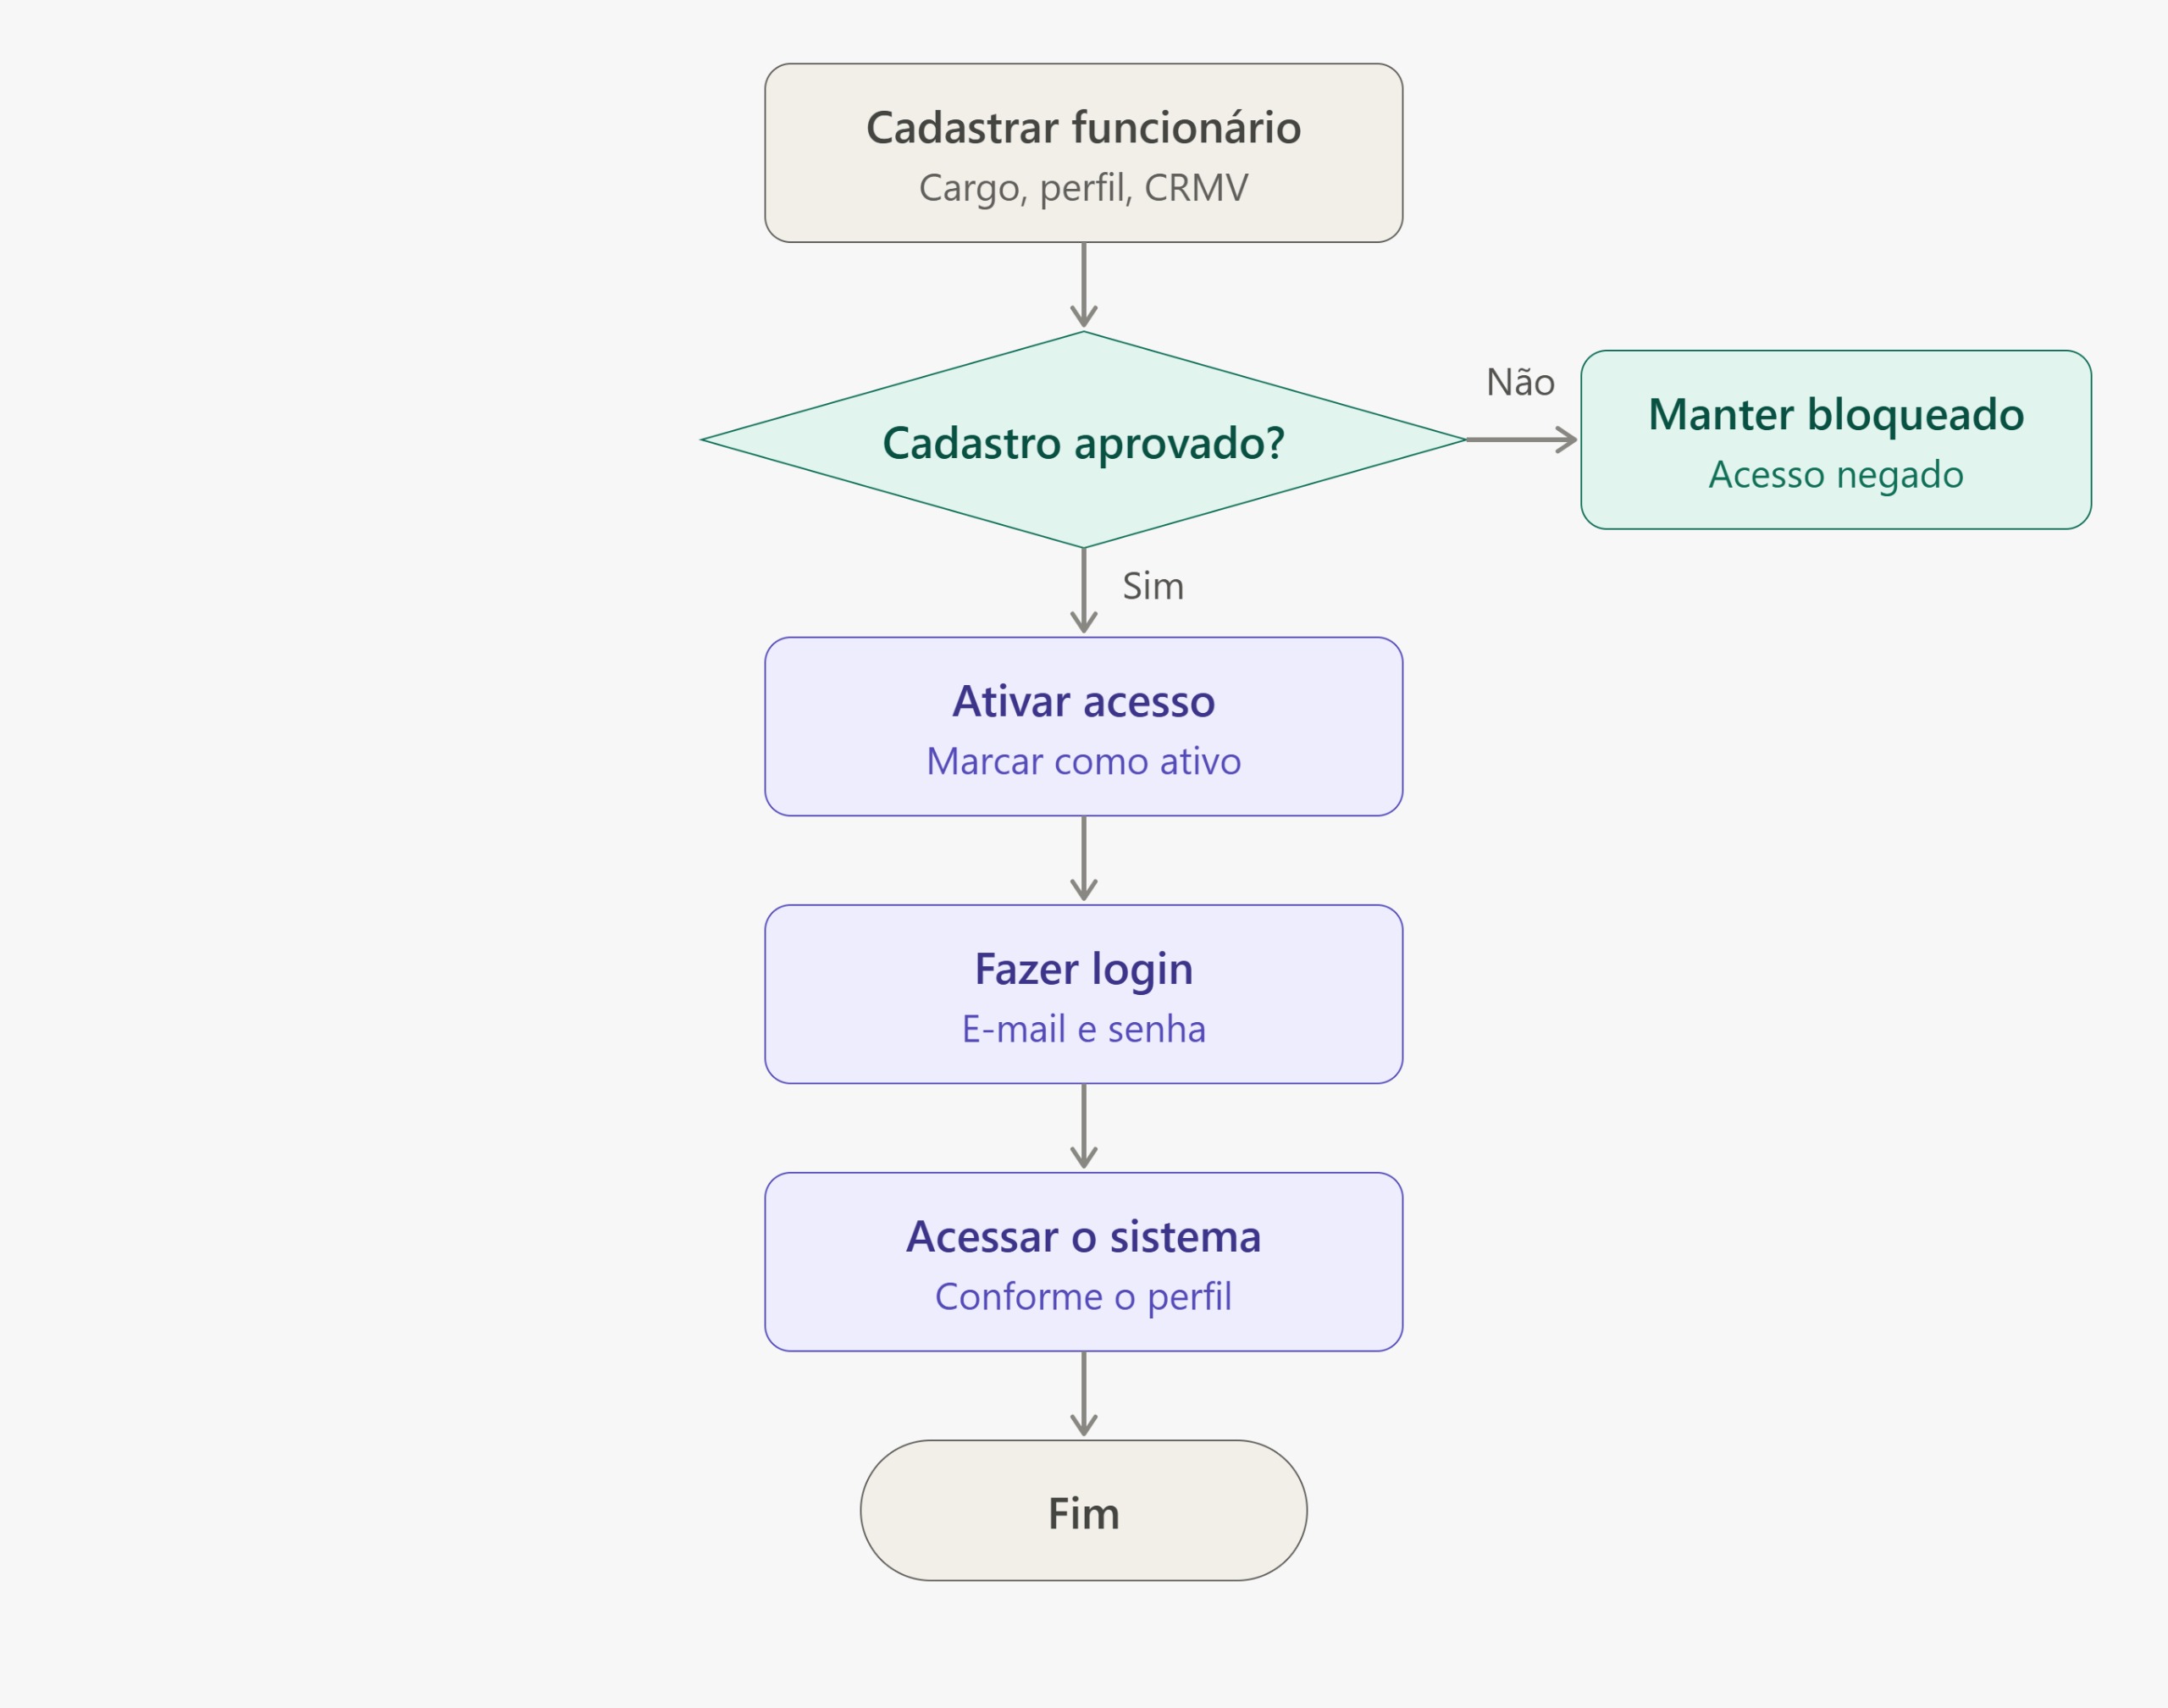 Cadastrar funcionário
Cargo, perfil, CRMV
Cadastro aprovado?
Não
Manter bloqueado
Acesso negado
Sim
Ativar acesso
Marcar como ativo
Fazer login
E-mail e senha
Acessar o sistema
Conforme o perfil
Fim